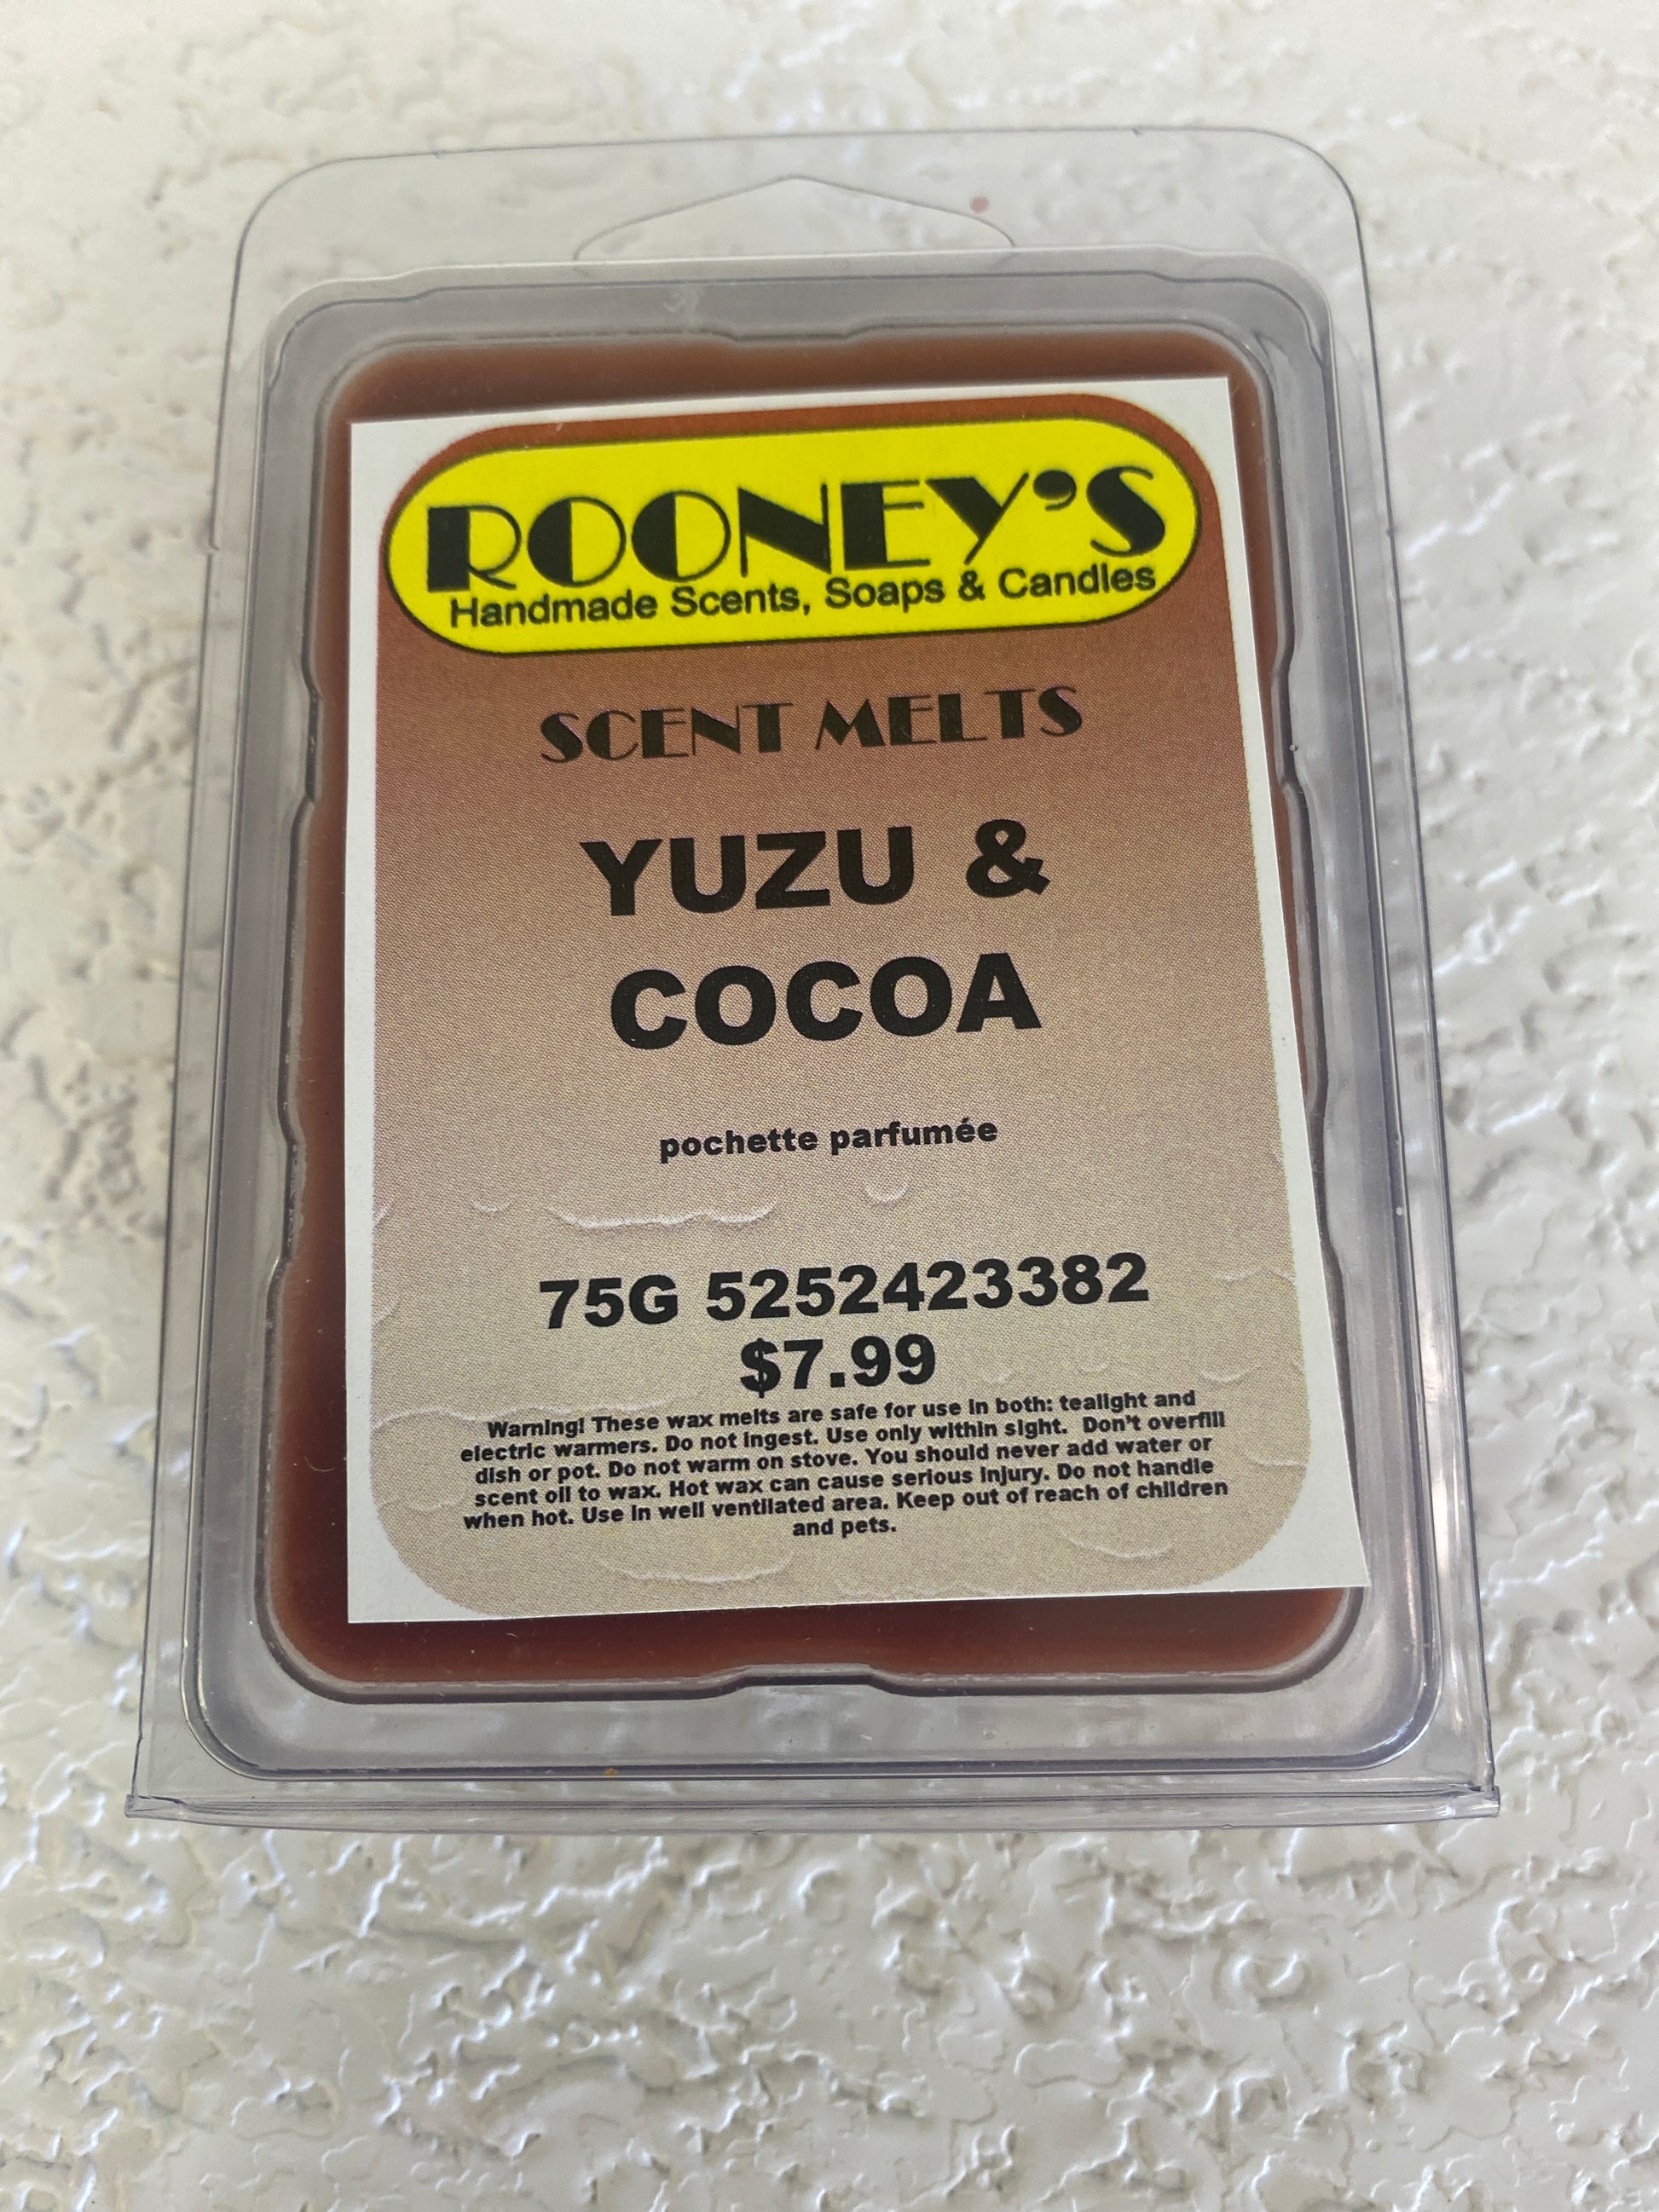 ROONEY'S
Handmade Scents, Soaps & Candles
SCENT MELTS
YUZU &
COCOA
pochette parfumée
75G 5252423382
$7.99
Warning! These wax melts are safe for use in both: tealight and
electric warmers. Do not ingest. Use only within sight. Don't overfill
dish or pot. Do not warm on stove. You should never add water or
scent oil to wax. Hot wax can cause serious injury. Do not handle
when hot. Use in well ventilated area. Keep out of reach of children
and pets.